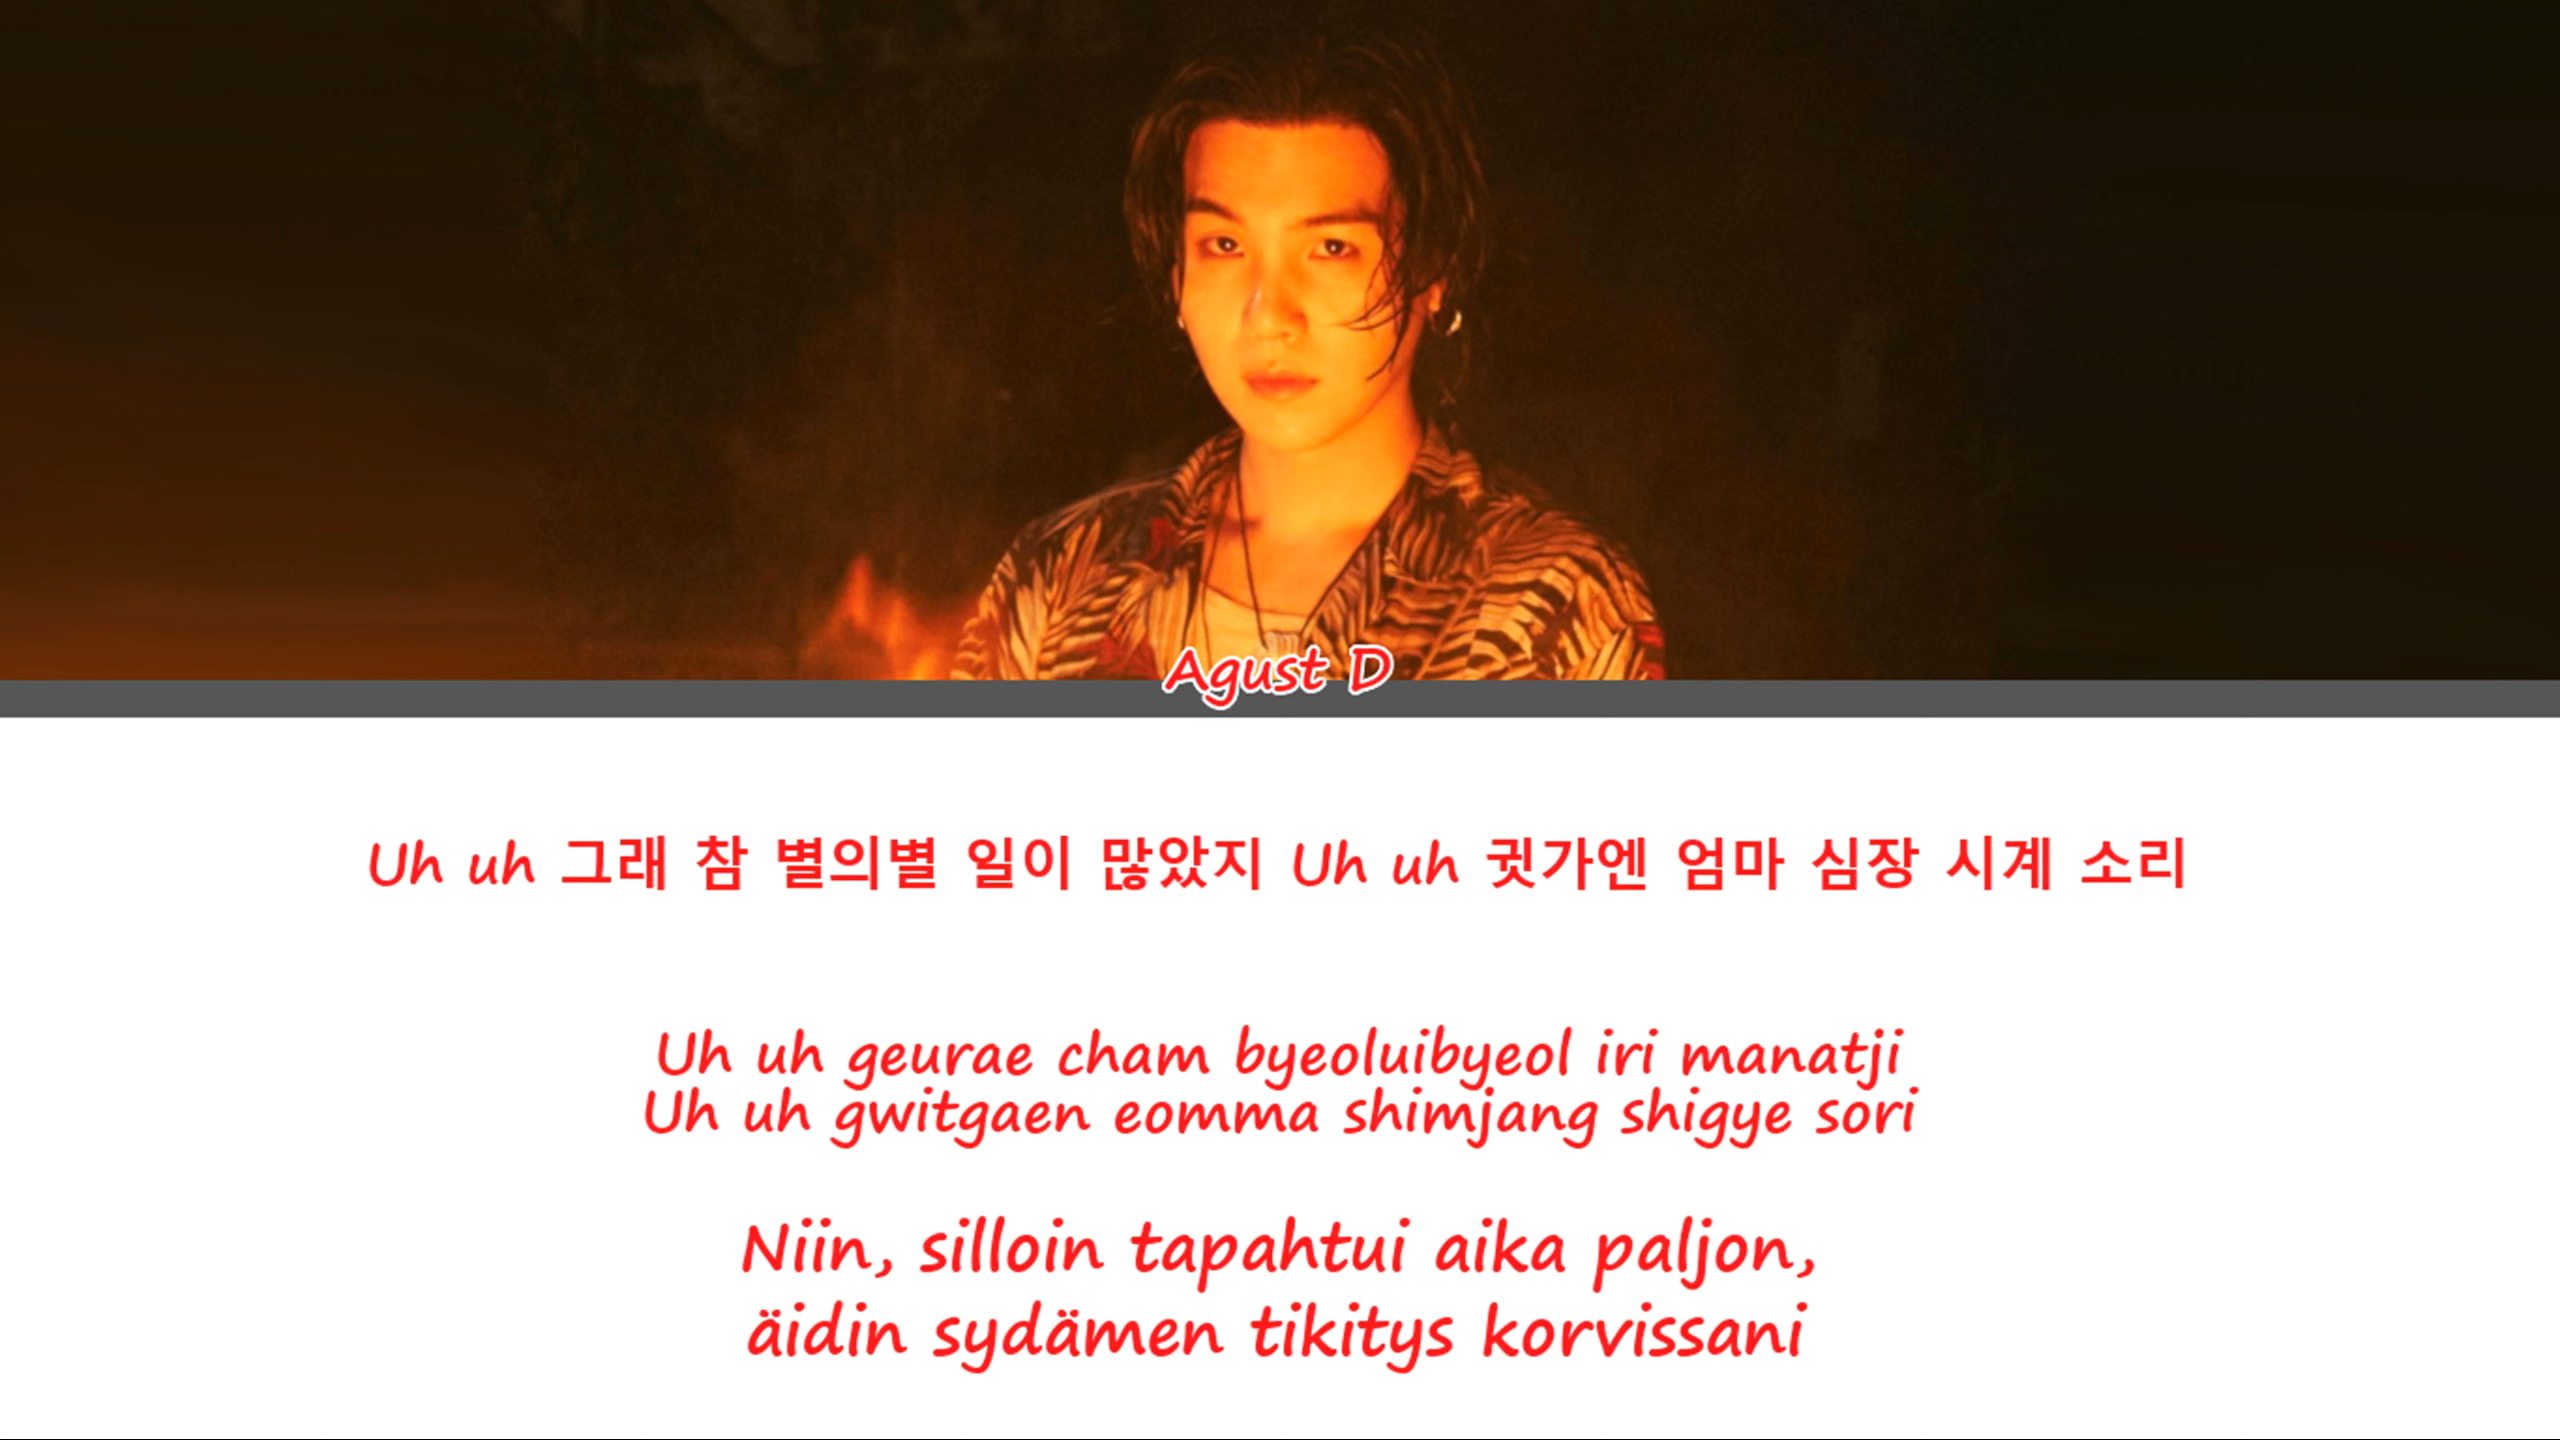 Agust D
Uh uh 그래 참 별의별 일이 많았지 Uh uh 귓가엔 엄마 심장 시계 소리
Uh uh geurae cham byeoluibyeol iri manatji
Uh uh gwitgaen eomma shimjang shigye sori
Niin, silloin tapahtui aika paljon,
äidin sydämen tikitys korvissani